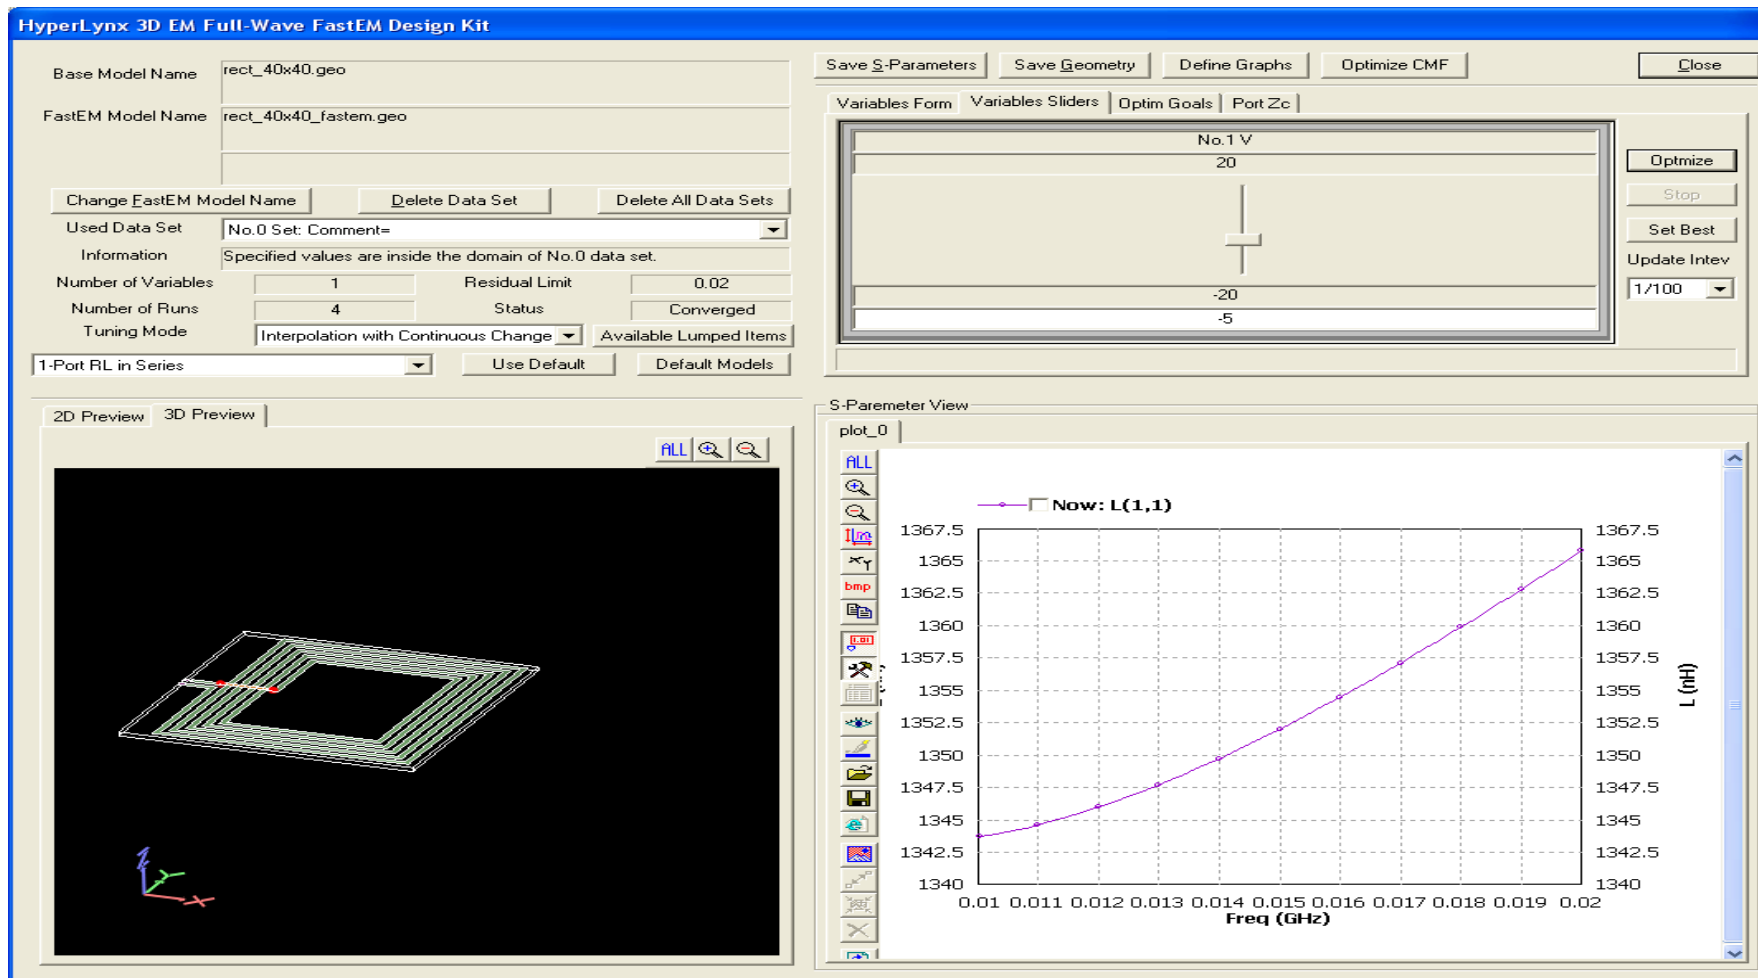 HyperLynx 3D EM Full-Wave FastEM Design Kit
Base Model Name
rect_40x40.geo
FastEM Model Name
rect_40x40_fastem.geo
Change FastEM Model Name
Delete Data Set
Delete All Data Sets
Used Data Set
No.0 Set: Comment=
Information
Specified values are inside the domain of No.0 data set.
Number of Variables
1
Residual Limit
0.02
Number of Runs
4
Status
Converged
Tuning Mode
Interpolation with Continuous Change
Available Lumped Items
1-Port RL in Series
Use Default
Default Models
Save S-Parameters
Save Geometry
Define Graphs
Optimize CMF
Close
Variables Form
Variables Sliders
Optim Goals
Port Zc
No.1 V
20
-20
-5
Optmize
Stop
Set Best
Update Intev
1/100
2D Preview
3D Preview
ALL
Z
Y
X
S-Paremeter View
plot_0
ALL
bmp
Now: L(1,1)
1367.5
1365
1362.5
1360
1357.5
1355
1352.5
1350
1347.5
1345
1342.5
1340
1367.5
1365
1362.5
1360
1357.5
1355
1352.5
1350
1347.5
1345
1342.5
1340
L (nH)
0.01 0.011 0.012 0.013 0.014 0.015 0.016 0.017 0.018 0.019 0.02
Freq (GHz)